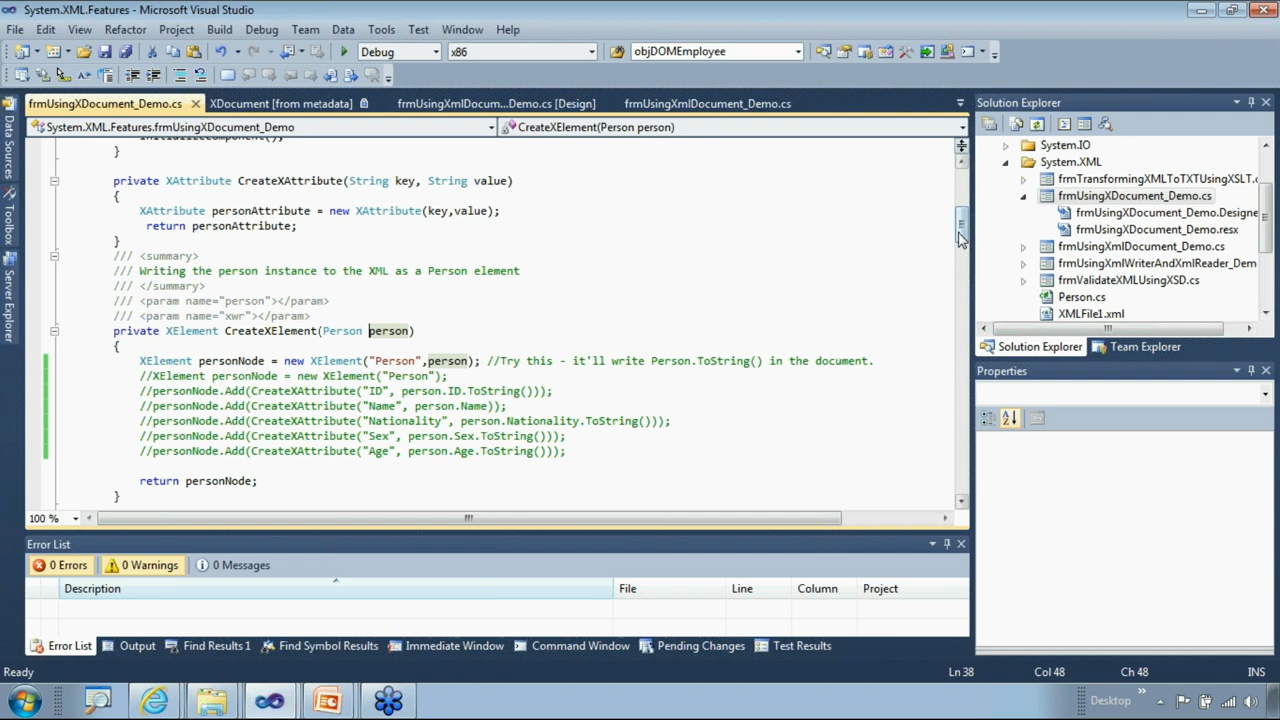 System.XML.Features - Microsoft Visual Studio
File Edit View Refactor Project Build Debug Team Data Tools Test Window Help
Debug x86 objDOMEmployee
frmUsingXDocument_Demo.cs XDocument [from metadata] frmUsingXmlDocum...Demo.cs [Design] frmUsingXmlDocument_Demo.cs
System.XML.Features.frmUsingXDocument_Demo CreateXElement(Person person)
InitializeComponent();
}
private XAttribute CreateXAttribute(String key, String value)
{
XAttribute personAttribute = new XAttribute(key,value);
return personAttribute;
}
/// <summary>
/// Writing the person instance to the XML as a Person element
/// </summary>
/// <param name="person"></param>
/// <param name="xwr"></param>
private XElement CreateXElement(Person person)
{
XElement personNode = new XElement("Person",person); //Try this - it'll write Person.ToString() in the document.
//XElement personNode = new XElement("Person");
//personNode.Add(CreateXAttribute("ID", person.ID.ToString()));
//personNode.Add(CreateXAttribute("Name", person.Name));
//personNode.Add(CreateXAttribute("Nationality", person.Nationality.ToString()));
//personNode.Add(CreateXAttribute("Sex", person.Sex.ToString()));
//personNode.Add(CreateXAttribute("Age", person.Age.ToString()));
return personNode;
}
100 %
Data Sources
Toolbox
Server Explorer
Solution Explorer
System.IO
System.XML
frmTransformingXMLToTXTUsingXSLT.c
frmUsingXDocument_Demo.cs
frmUsingXDocument_Demo.Designe
frmUsingXDocument_Demo.resx
frmUsingXmlDocument_Demo.cs
frmUsingXmlWriterAndXmlReader_Dem
frmValidateXMLUsingXSD.cs
Person.cs
XMLFile1.xml
Solution Explorer Team Explorer
Properties
Error List
0 Errors 0 Warnings 0 Messages
Description File Line Column Project
Error List Output Find Results 1 Find Symbol Results Immediate Window Command Window Pending Changes Test Results
Ready Ln 38 Col 48 Ch 48 INS
Desktop